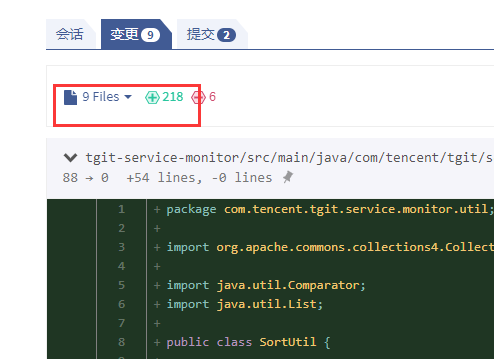 会话 变更 9 提交 2
9 Files 218 6
tgit-service-monitor/src/main/java/com/tencent/tgit/s
88 → 0 +54 lines, -0 lines
1 + package com.tencent.tgit.service.monitor.util;
2 +
3 + import org.apache.commons.collections4.Collect
4 +
5 + import java.util.Comparator;
6 + import java.util.List;
7 +
8 + public class SortUtil {